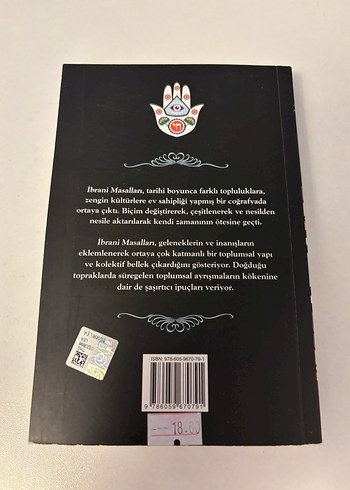 İbrani Masalları, tarihi boyunca farklı topluluklara,
zengin kültürlere ev sahipliği yapmış bir coğrafyada
ortaya çıktı. Biçim değiştirerek, çeşitlenerek ve nesilden
nesile aktarılarak kendi zamanının ötesine geçti.
İbrani Masalları, geleneklerin ve inanışların
eklemlenerek ortaya çok katmanlı bir toplumsal yapı
ve kolektif bellek çıkardığını gösteriyor. Doğduğu
topraklarda süregelen toplumsal ayrışmaların kökenine
dair de şaşırtıcı ipuçları veriyor.
ISBN: 978-605-9670-79-1
9 786059 670791
18.00